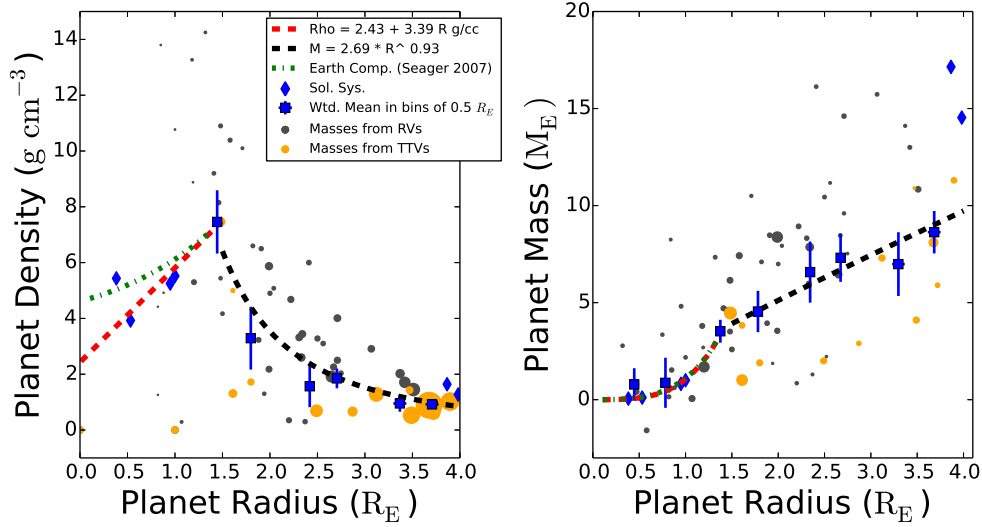 14
12
10
8
6
4
2
0
Planet Density (g cm−3)
0.0 0.5 1.0 1.5 2.0 2.5 3.0 3.5 4.0
Planet Radius (RE)
Rho = 2.43 + 3.39 R g/cc
M = 2.69 * R^ 0.93
Earth Comp. (Seager 2007)
Sol. Sys.
Wtd. Mean in bins of 0.5 RE
Masses from RVs
Masses from TTVs
20
15
10
5
0
Planet Mass (ME)
0.0 0.5 1.0 1.5 2.0 2.5 3.0 3.5 4.0
Planet Radius (RE)